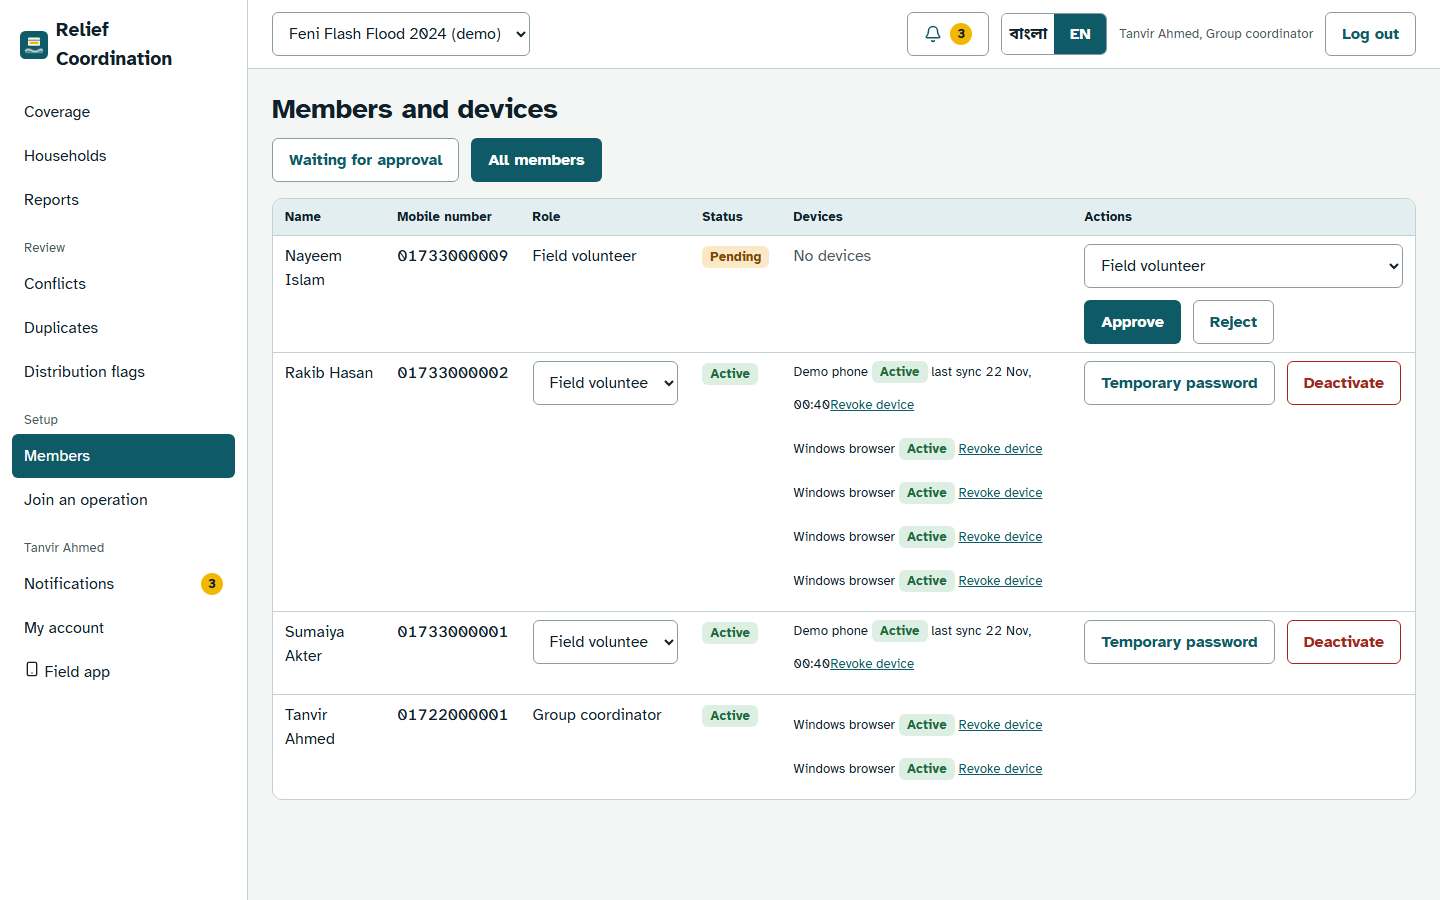 Relief
Coordination
Coverage
Households
Reports
Review
Conflicts
Duplicates
Distribution flags
Setup
Members
Join an operation
Tanvir Ahmed
Notifications 3
My account
Field app
Feni Flash Flood 2024 (demo)
3
বাংলা EN
Tanvir Ahmed, Group coordinator
Log out
Members and devices
Waiting for approval
All members
Name Mobile number Role Status Devices Actions
Nayeem 01733000009 Field volunteer Pending No devices Field volunteer
Islam
Approve Reject
Rakib Hasan 01733000002 Field voluntee Active Demo phone Active last sync 22 Nov, Temporary password Deactivate
00:40Revoke device
Windows browser Active Revoke device
Windows browser Active Revoke device
Windows browser Active Revoke device
Windows browser Active Revoke device
Sumaiya 01733000001 Field voluntee Active Demo phone Active last sync 22 Nov, Temporary password Deactivate
Akter
00:40Revoke device
Tanvir 01722000001 Group coordinator Active Windows browser Active Revoke device
Ahmed
Windows browser Active Revoke device